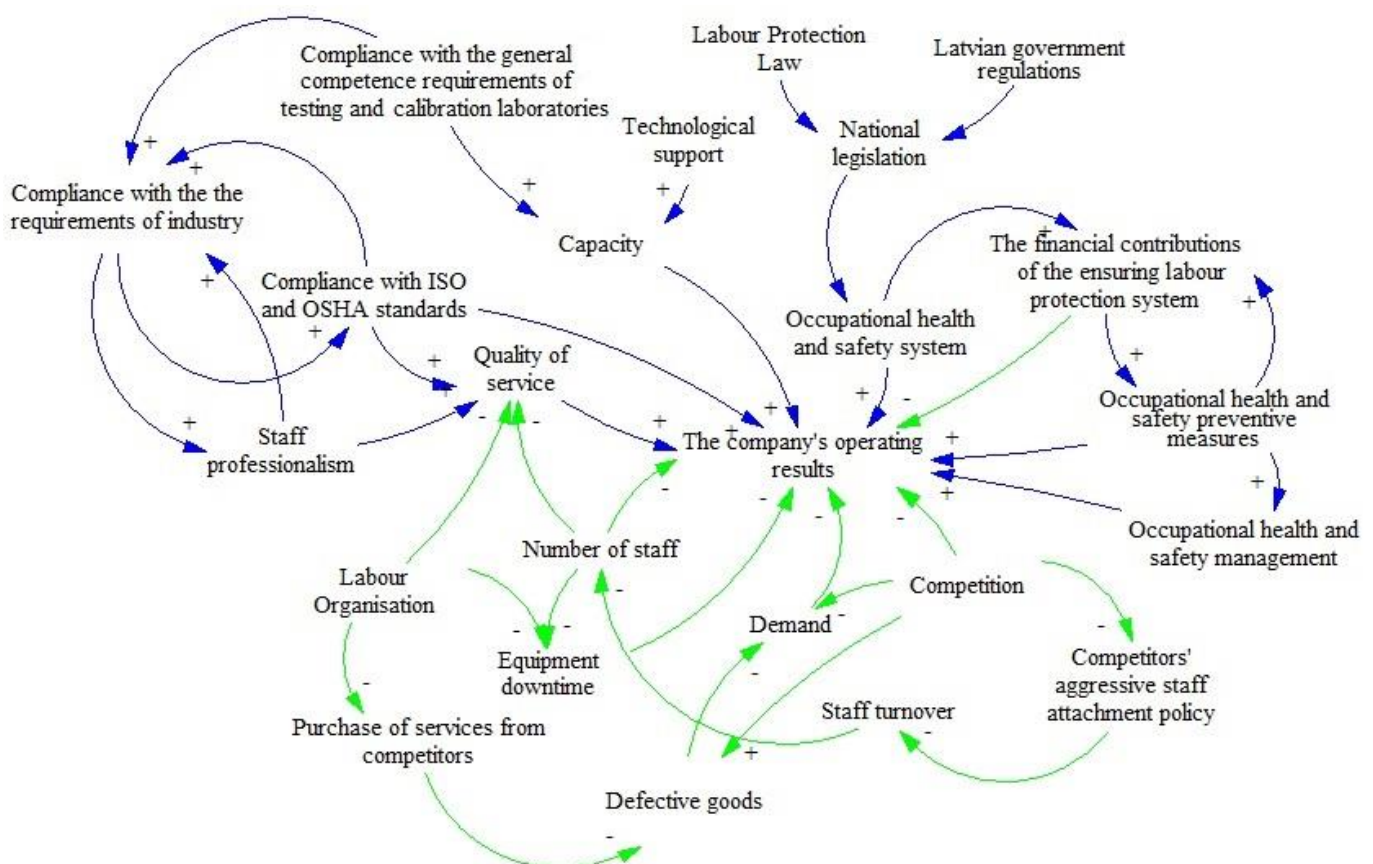 Labour Protection
Law
Latvian government
regulations
Compliance with the general
competence requirements of
testing and calibration laboratories
Technological
support
National
legislation
+
+
+
+
Compliance with the the
requirements of industry
Capacity
+
The financial contributions
of the ensuring labour
protection system
+
Compliance with ISO
and OSHA standards
+
+
Occupational health
and safety system
Quality of
service
+
+
+
-
-
+
-
Occupational health and
safety preventive
measures
+
Staff
professionalism
+
+
+
The company's operating
results
+
+
+
-
-
-
-
Occupational health and
safety management
Number of staff
Labour
Organisation
-
Competition
-
-
Demand
-
-
Equipment
downtime
-
Competitors'
aggressive staff
attachment policy
-
Staff turnover
-
Purchase of services from
competitors
+
Defective goods
-